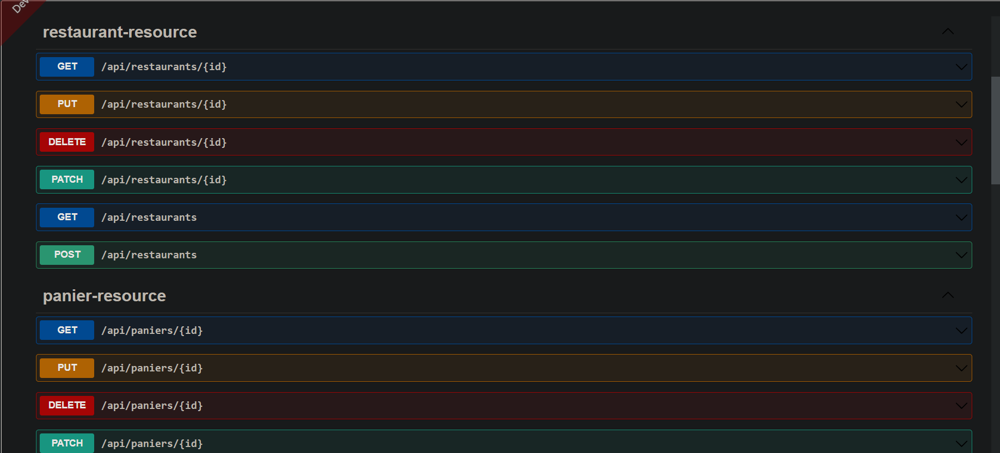 Dev
restaurant-resource
GET /api/restaurants/{id}
PUT /api/restaurants/{id}
DELETE /api/restaurants/{id}
PATCH /api/restaurants/{id}
GET /api/restaurants
POST /api/restaurants
panier-resource
GET /api/paniers/{id}
PUT /api/paniers/{id}
DELETE /api/paniers/{id}
PATCH /api/paniers/{id}